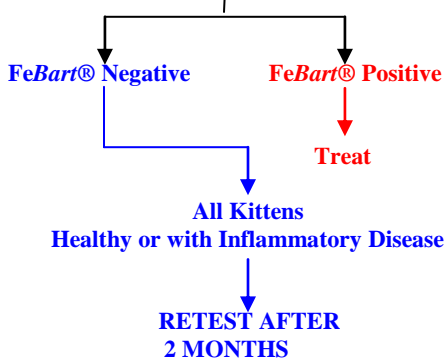 FeBart® Negative
FeBart® Positive
Treat
All Kittens
Healthy or with Inflammatory Disease
RETEST AFTER
2 MONTHS